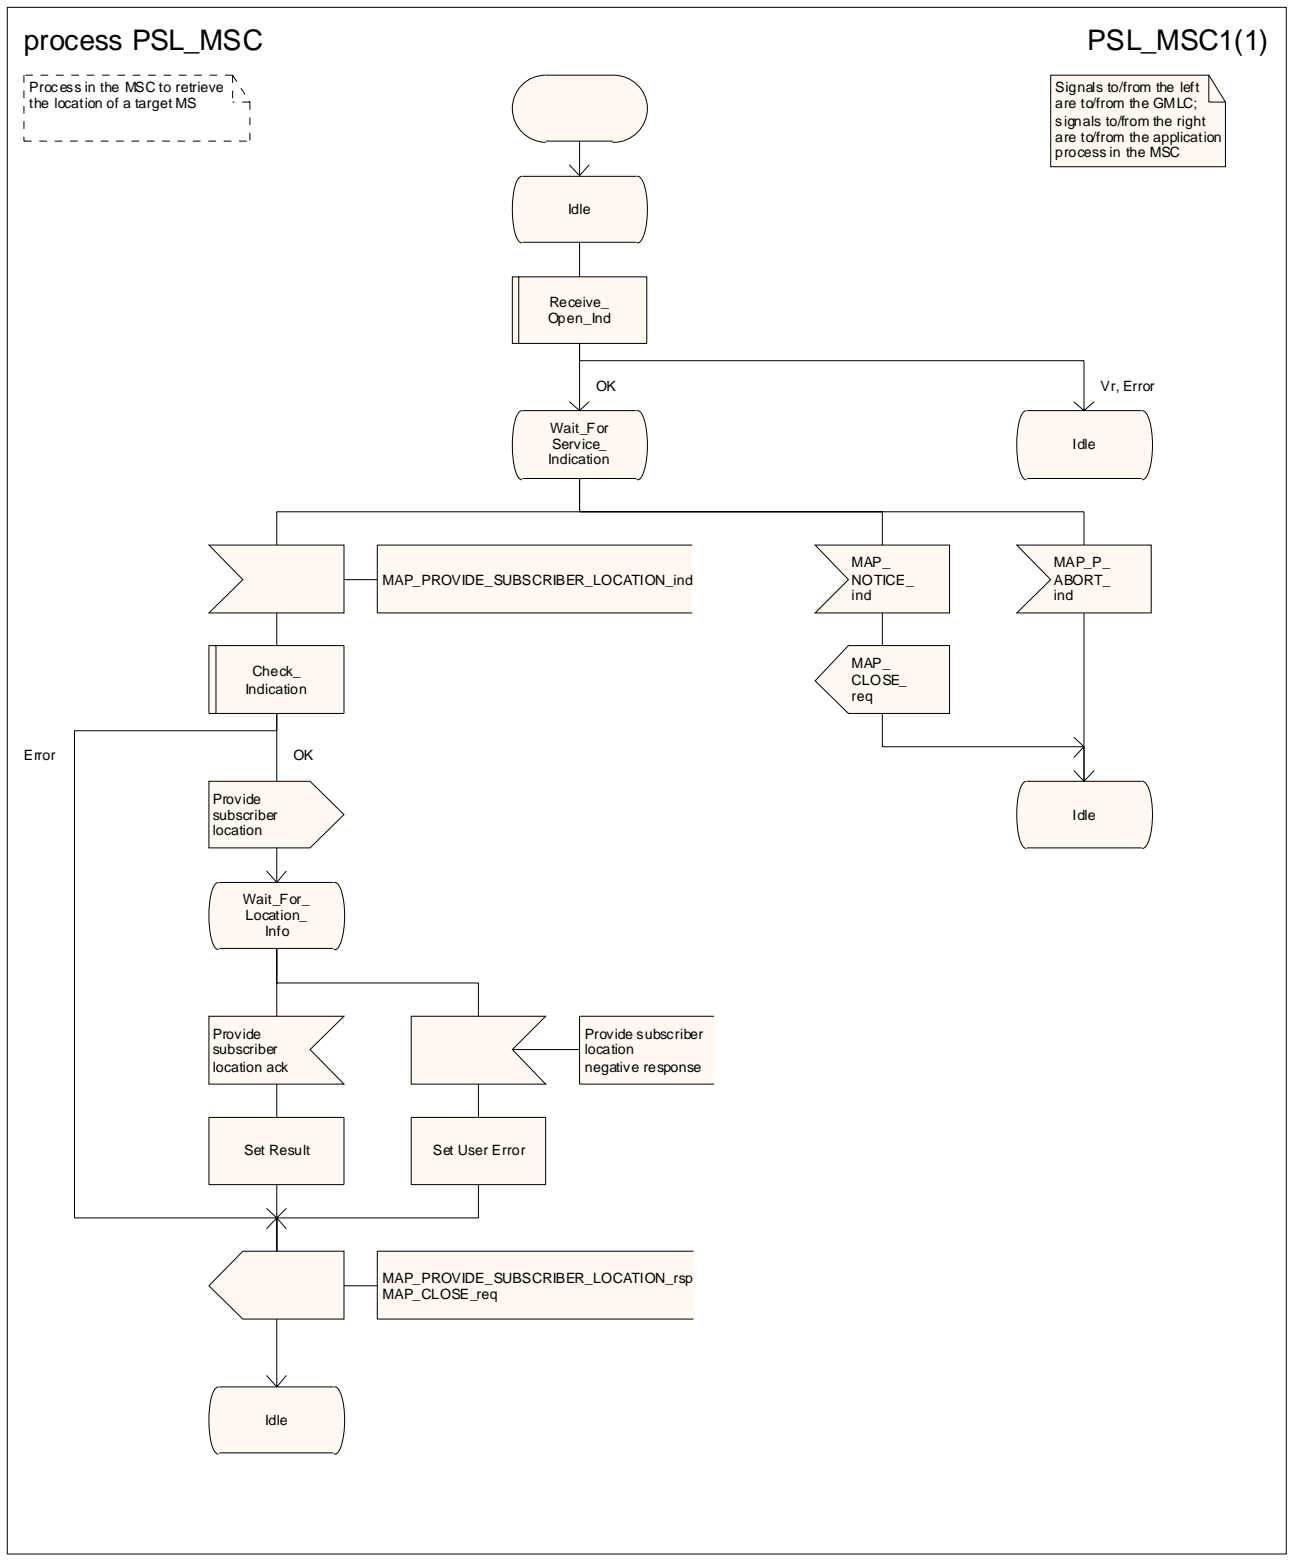 process PSL_MSC
PSL_MSC1(1)
Process in the MSC to retrieve
the location of a target MS
Signals to/from the left
are to/from the GMLC;
signals to/from the right
are to/from the application
process in the MSC
Idle
Receive_
Open_Ind
OK
Vr, Error
Wait_For
Service_
Indication
Idle
MAP_PROVIDE_SUBSCRIBER_LOCATION_ind
MAP_
NOTICE_
ind
MAP_P_
ABORT_
ind
Check_
Indication
MAP_
CLOSE_
req
Error
OK
Provide
subscriber
location
Idle
Wait_For_
Location_
Info
Provide
subscriber
location ack
Provide subscriber
location
negative response
Set Result
Set User Error
MAP_PROVIDE_SUBSCRIBER_LOCATION_rsp
MAP_CLOSE_req
Idle